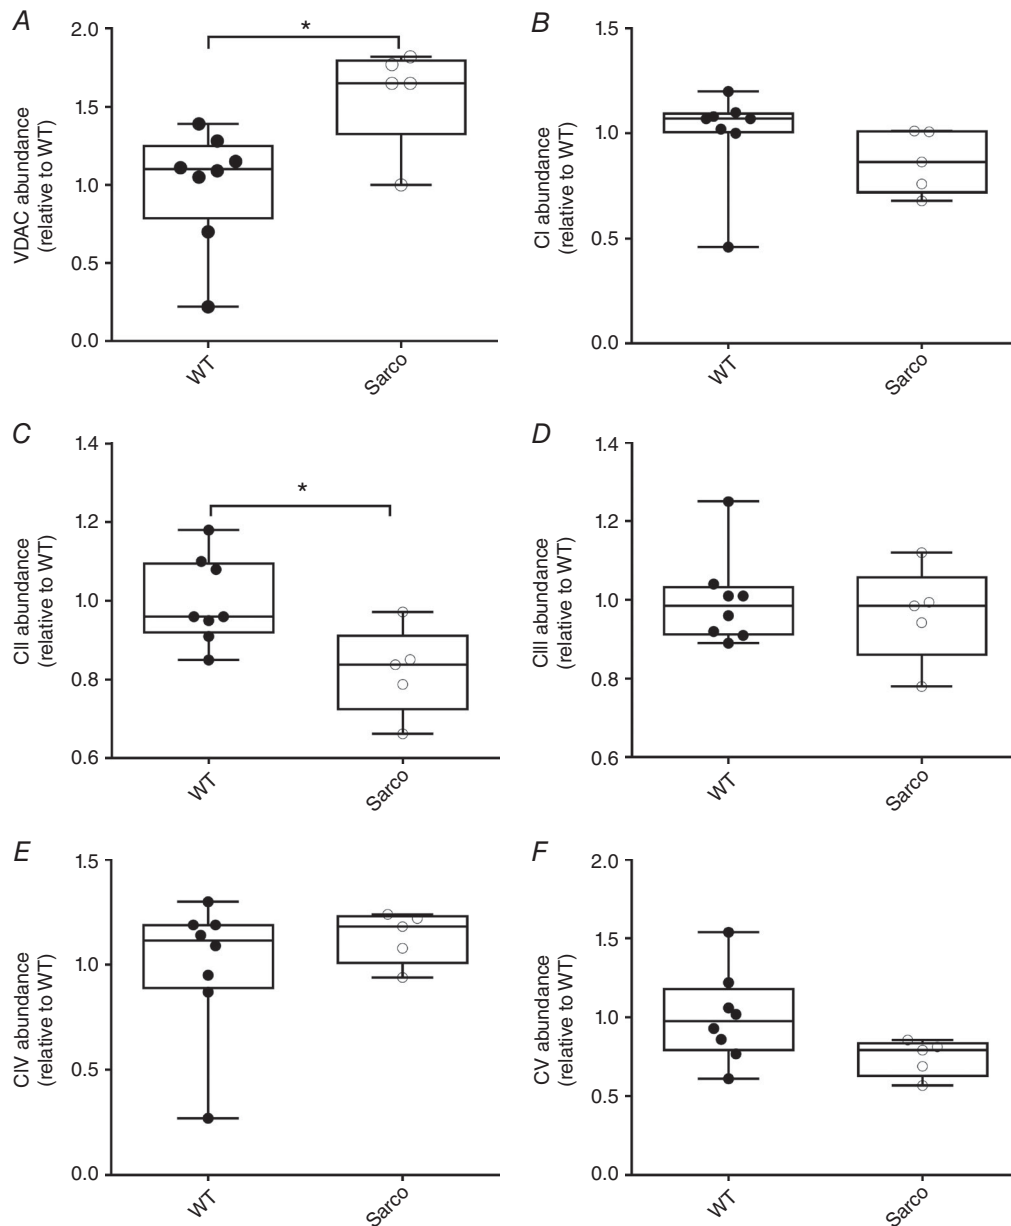 A
VDAC abundance
(relative to WT)
2.0
1.5
1.0
0.5
0.0
*
WT
Sarco
B
CI abundance
(relative to WT)
1.5
1.0
0.5
0.0
WT
Sarco
C
CII abundance
(relative to WT)
1.4
1.2
1.0
0.8
0.6
*
WT
Sarco
D
CIII abundance
(relative to WT)
1.4
1.2
1.0
0.8
0.6
WT
Sarco
E
CIV abundance
(relative to WT)
1.5
1.0
0.5
0.0
WT
Sarco
F
CV abundance
(relative to WT)
2.0
1.5
1.0
0.5
0.0
WT
Sarco